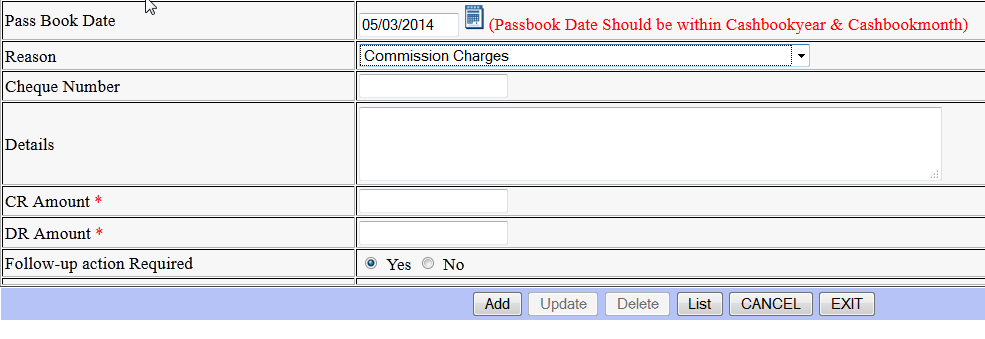 Pass Book Date 05/03/2014 (Passbook Date Should be within Cashbookyear & Cashbookmonth)
Reason Commission Charges
Cheque Number
Details
CR Amount *
DR Amount *
Follow-up action Required Yes No
Add Update Delete List CANCEL EXIT